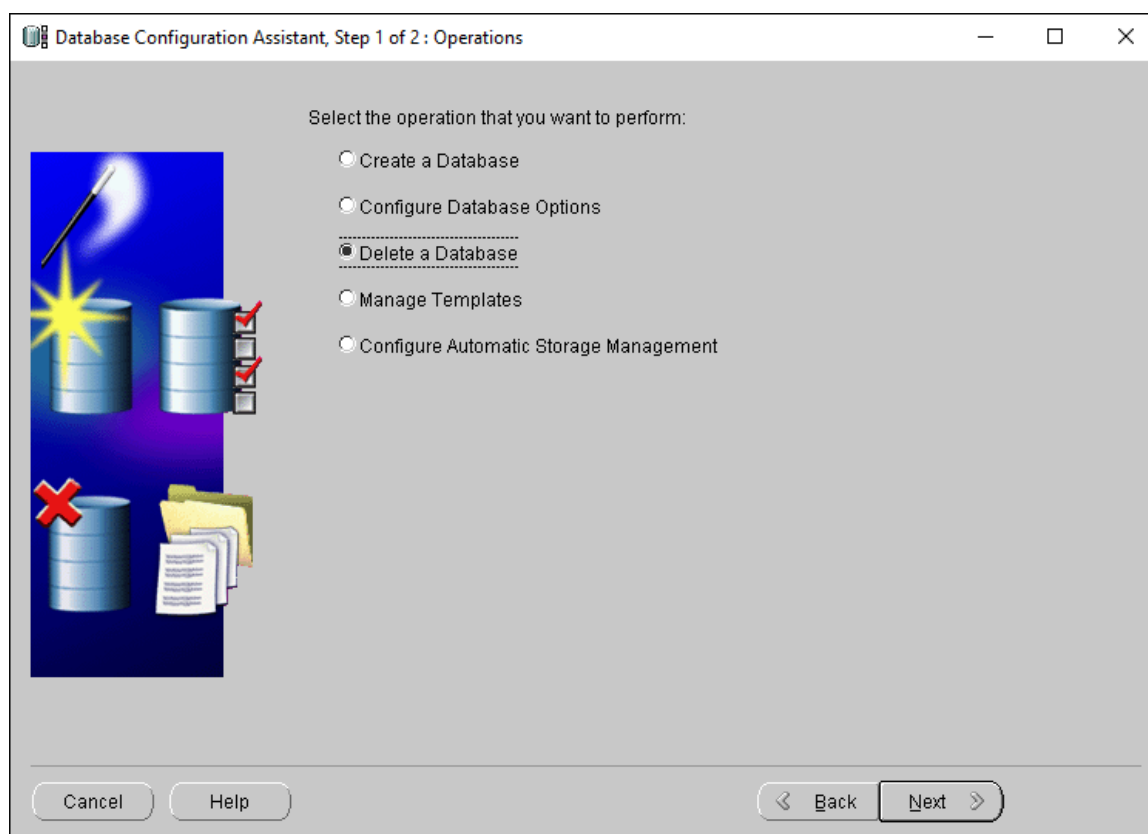 Database Configuration Assistant, Step 1 of 2 : Operations
Select the operation that you want to perform:
Create a Database
Configure Database Options
Delete a Database
Manage Templates
Configure Automatic Storage Management
Cancel
Help
Back
Next